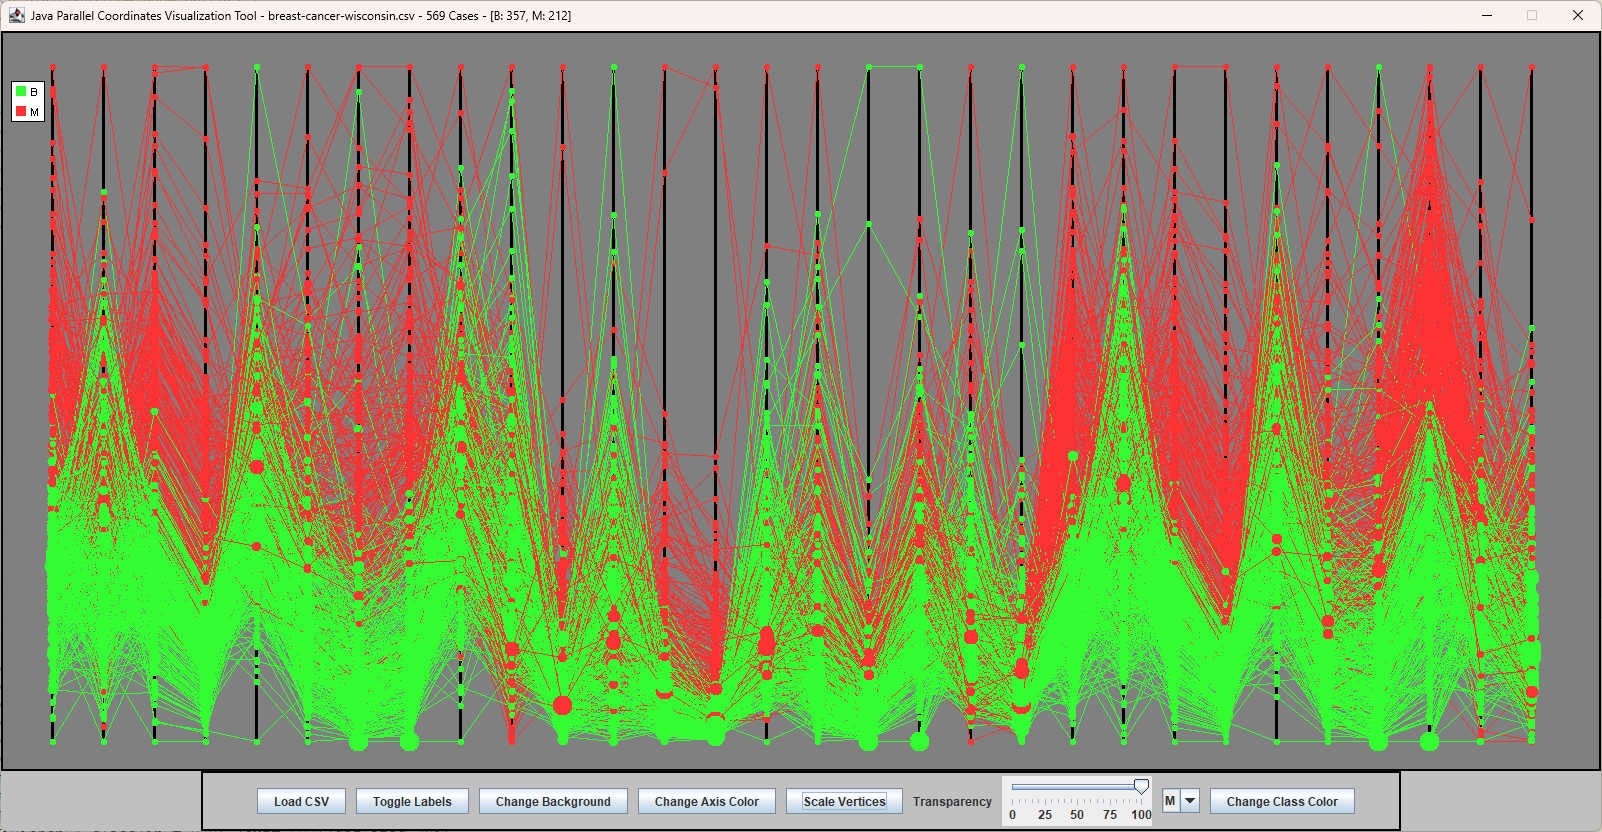 Java Parallel Coordinates Visualization Tool - breast-cancer-wisconsin.csv - 569 Cases - [B: 357, M: 212]
B
M
Load CSV
Toggle Labels
Change Background
Change Axis Color
Scale Vertices
Transparency
0 25 50 75 100
M
Change Class Color